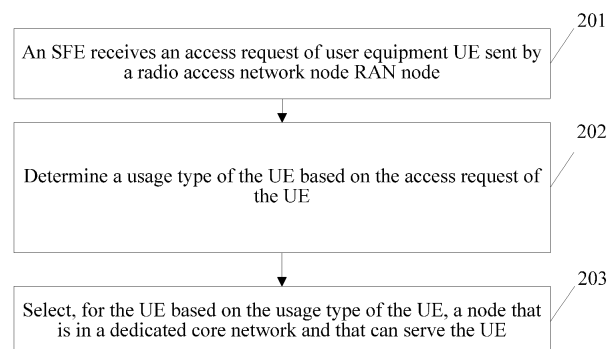 201
An SFE receives an access request of user equipment UE sent by
a radio access network node RAN node
202
Determine a usage type of the UE based on the access request of
the UE
203
Select, for the UE based on the usage type of the UE, a node that
is in a dedicated core network and that can serve the UE